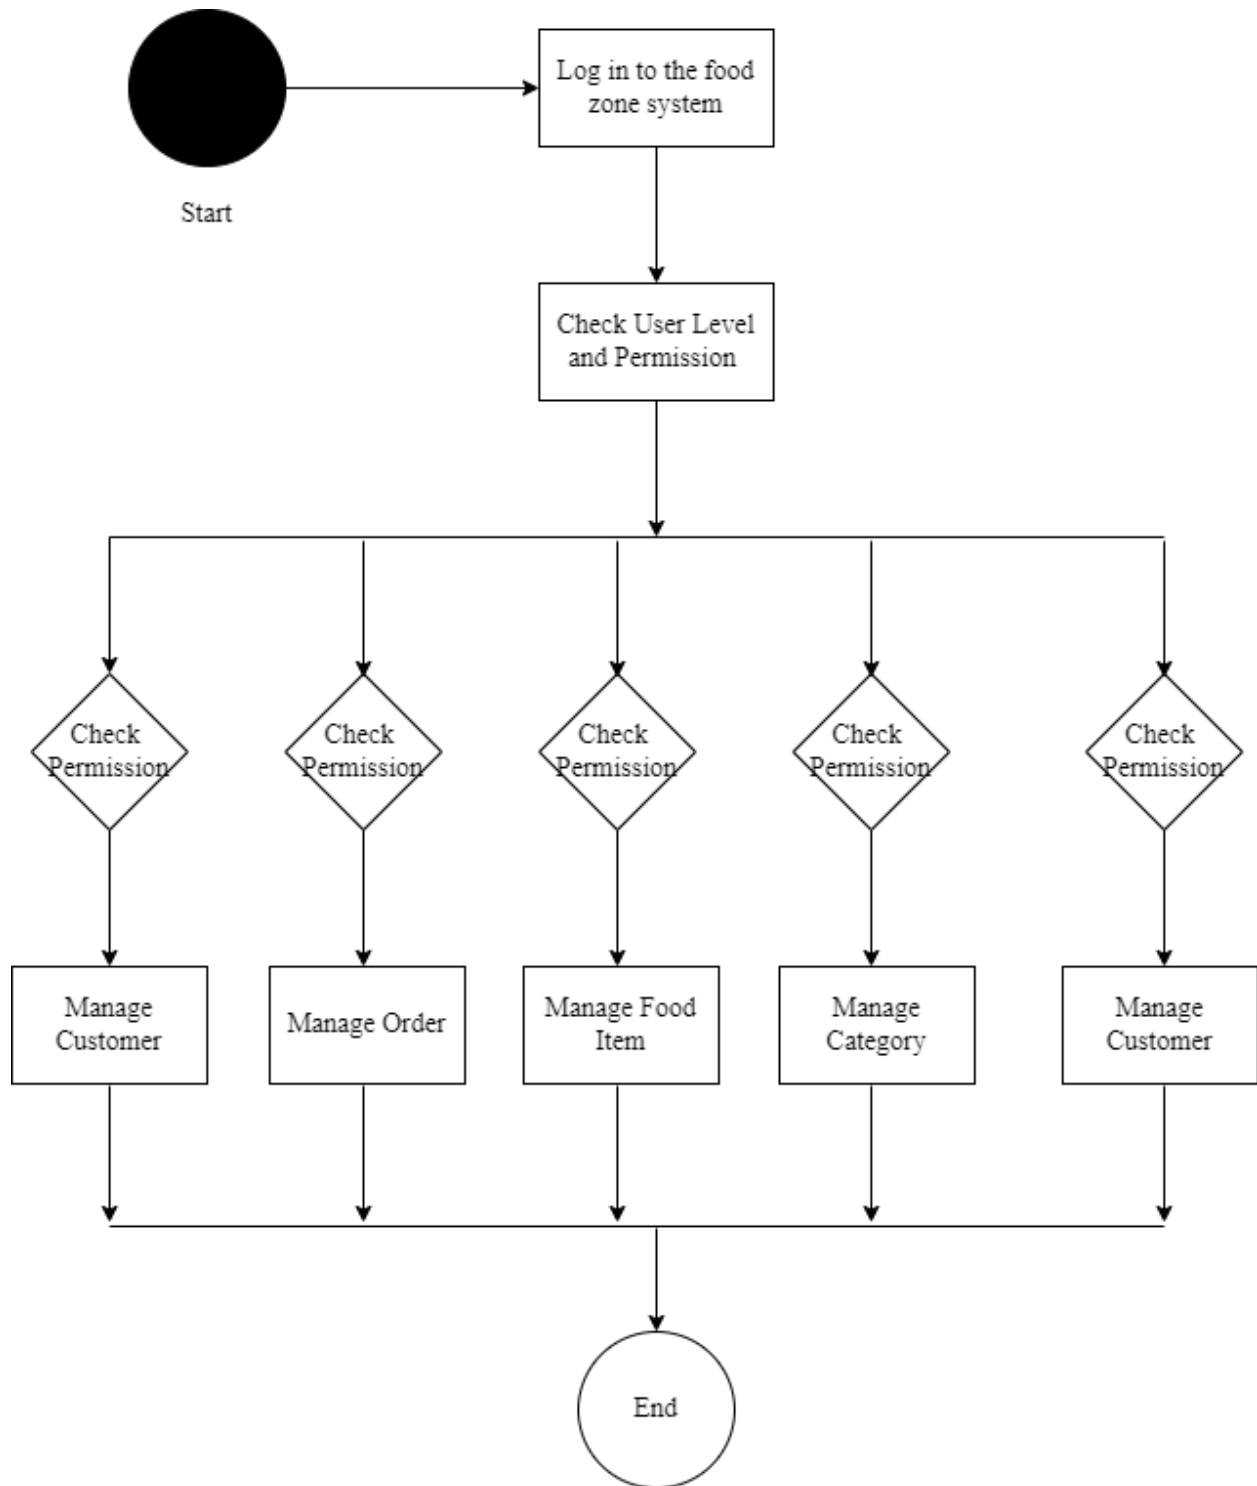 Log in to the food
zone system
Start
Check User Level
and Permission
Check
Permission
Check
Permission
Check
Permission
Check
Permission
Check
Permission
Manage
Customer
Manage Order
Manage Food
Item
Manage
Category
Manage
Customer
End